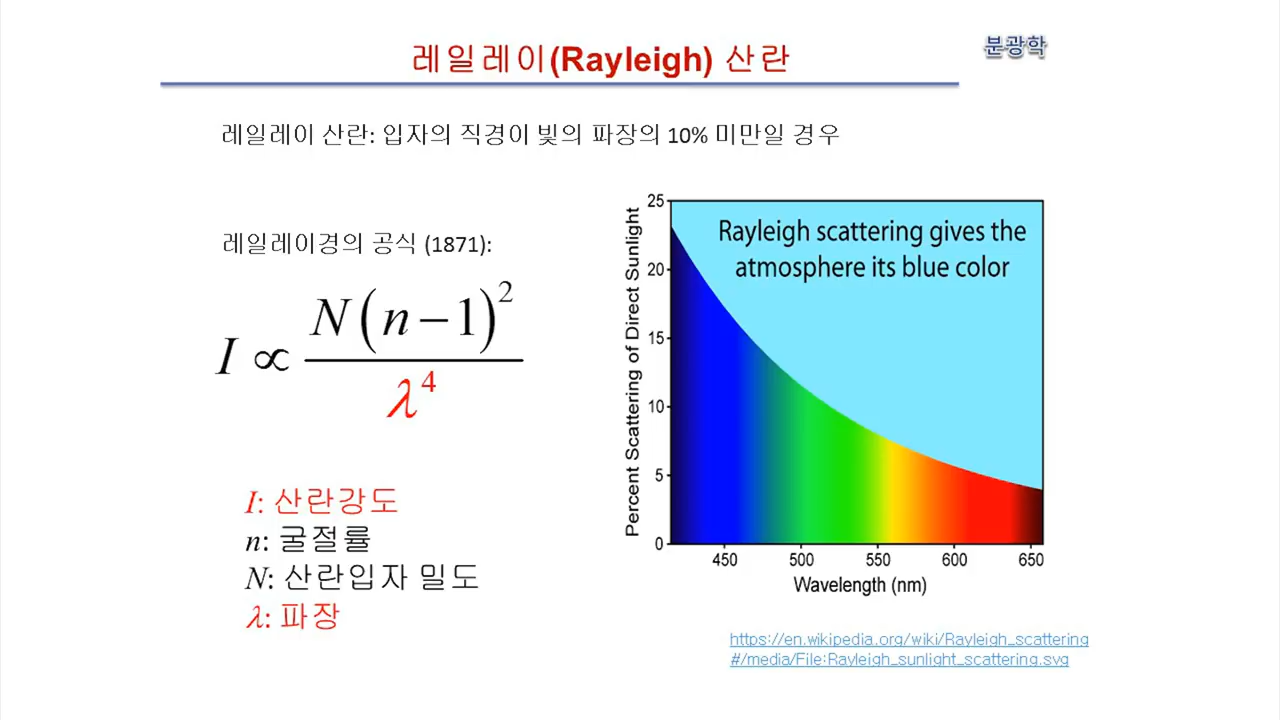 레일레이(Rayleigh) 산란
분광학
레일레이 산란: 입자의 직경이 빛의 파장의 10% 미만일 경우
레일레이경의 공식 (1871):
I ∝ N(n−1)² / λ⁴
I: 산란강도
n: 굴절률
N: 산란입자 밀도
λ: 파장
Percent Scattering of Direct Sunlight
25
20
15
10
5
0
Rayleigh scattering gives the
atmosphere its blue color
450 500 550 600 650
Wavelength (nm)
https://en.wikipedia.org/wiki/Rayleigh_scattering
#/media/File:Rayleigh_sunlight_scattering.svg